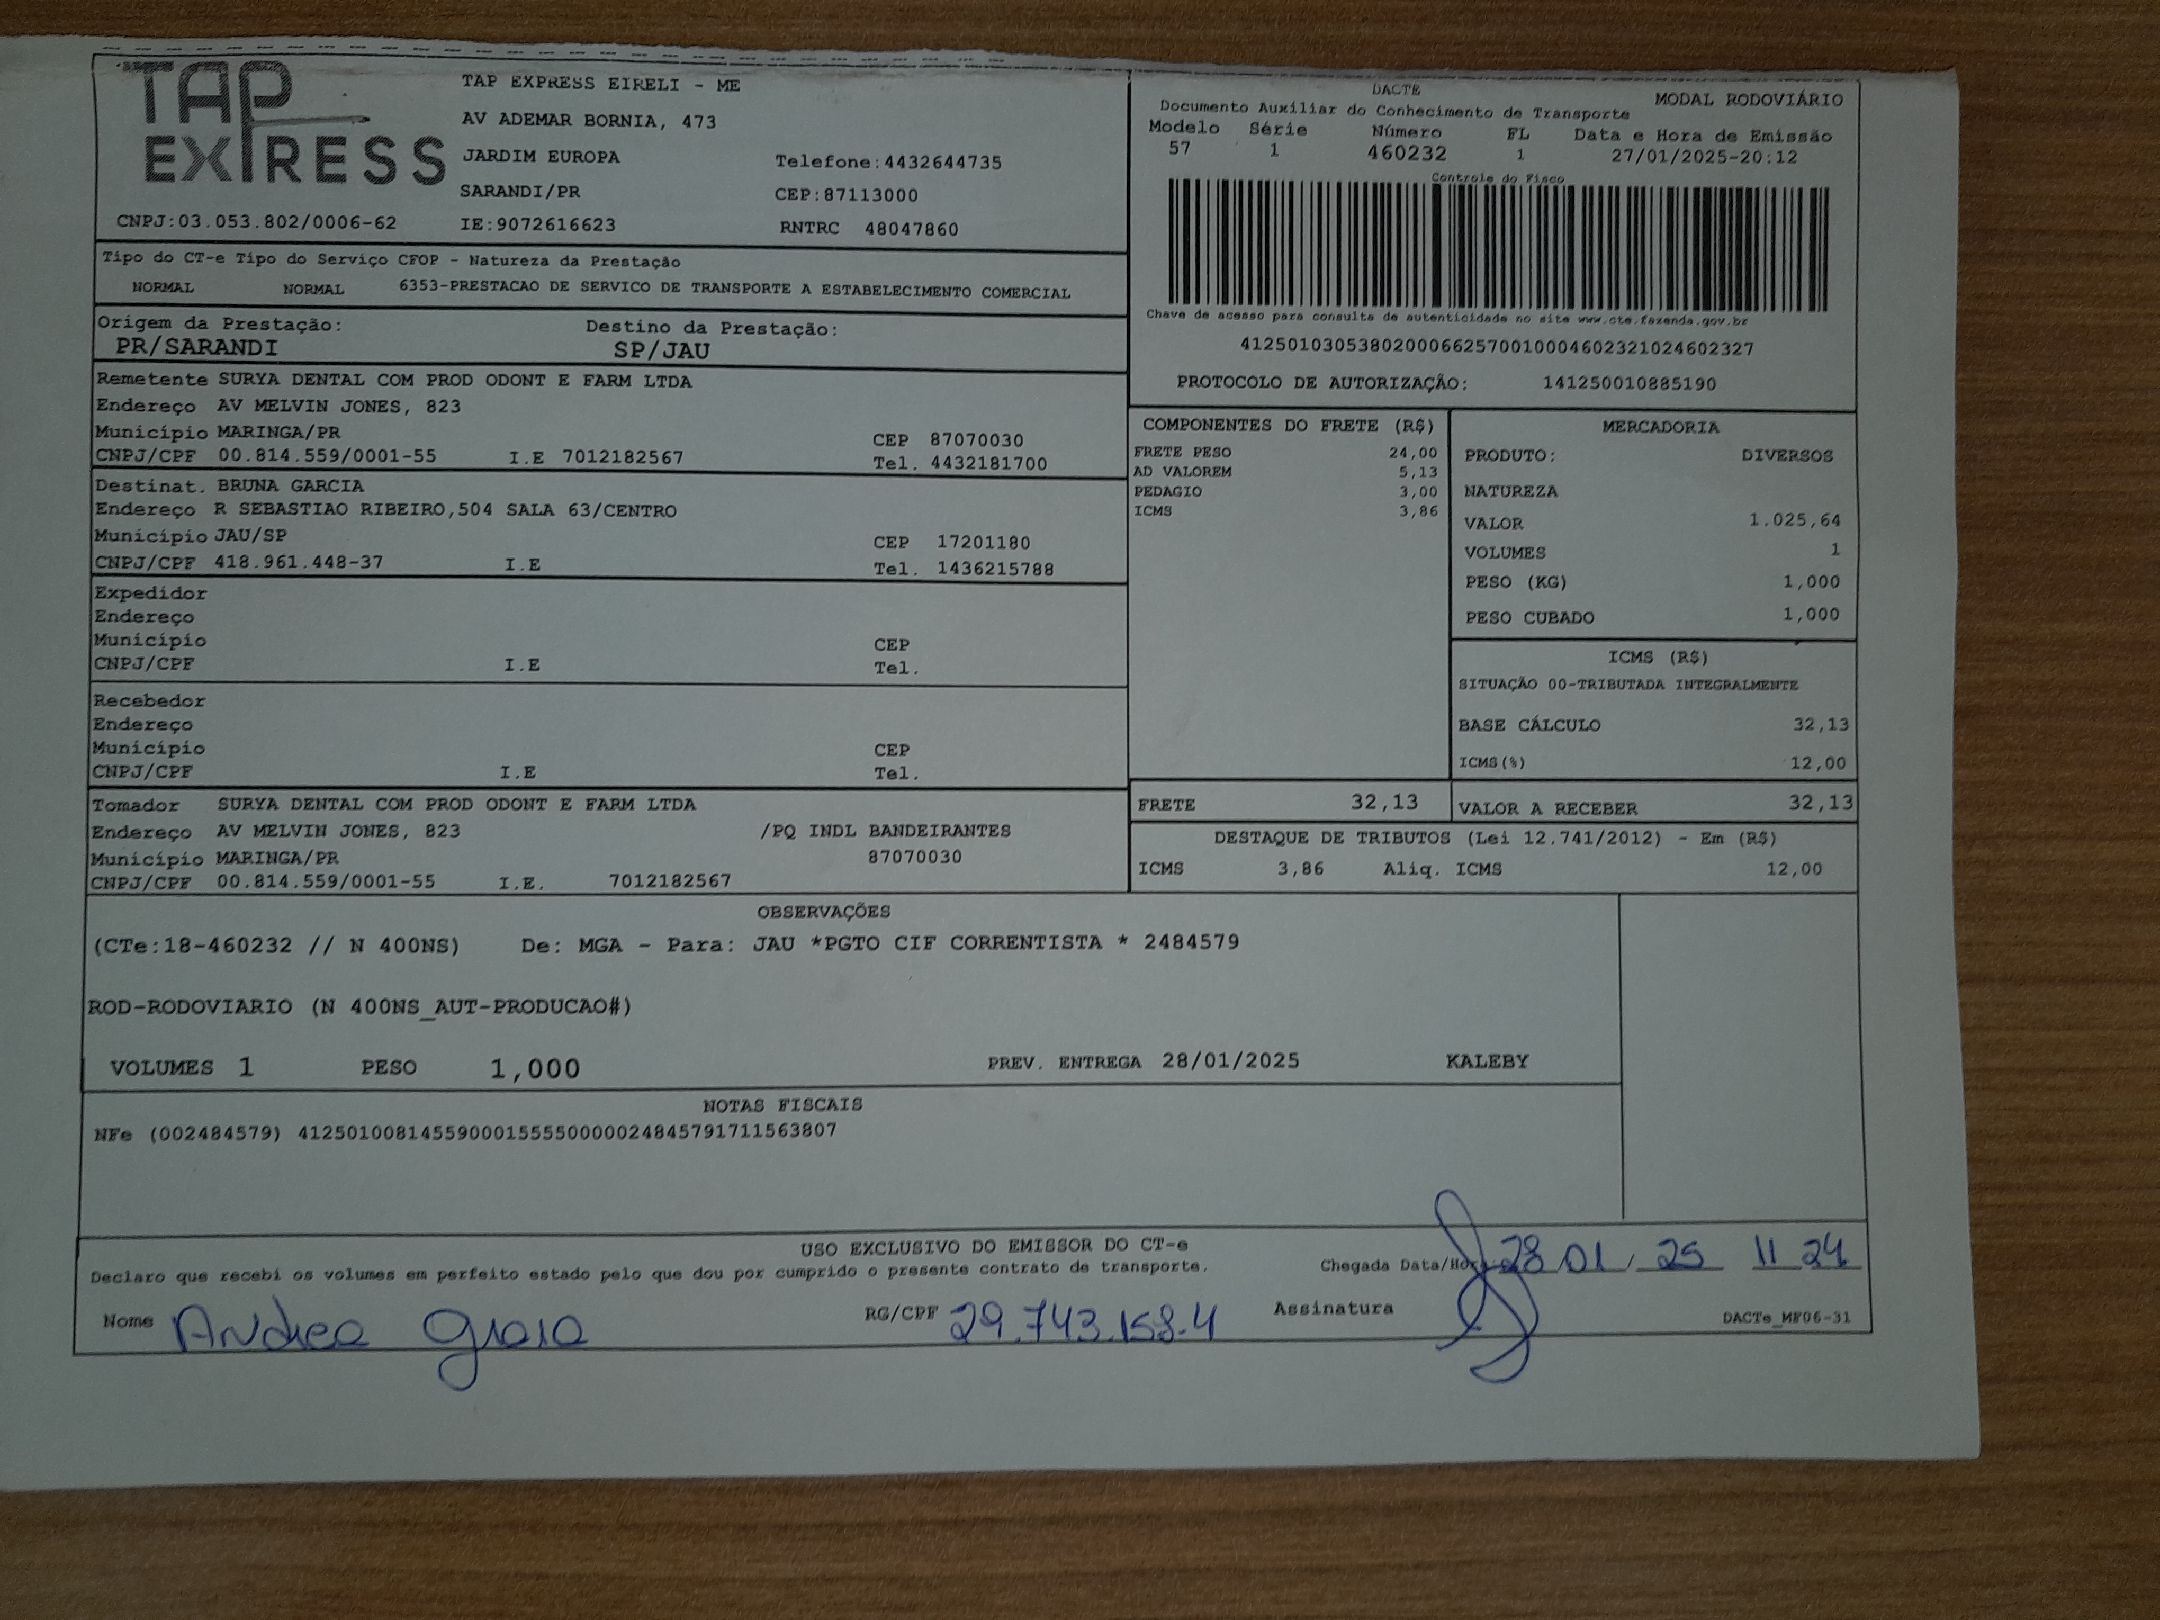 TAP EXPRESS
TAP EXPRESS EIRELI - ME
AV ADEMAR BORNIA, 473
JARDIM EUROPA Telefone:4432644735
SARANDI/PR CEP:87113000
CNPJ:03.053.802/0006-62 IE:9072616623 RNTRC 48047860
DACTE
Documento Auxiliar do Conhecimento de Transporte MODAL RODOVIÁRIO
Modelo Série Número FL Data e Hora de Emissão
57 1 460232 1 27/01/2025-20:12
Controle do Fisco
Chave de acesso para consulta de autenticidade no site www.cte.fazenda.gov.br
41250103053802000662570010004602321024602327
PROTOCOLO DE AUTORIZAÇÃO: 141250010885190
Tipo do CT-e Tipo do Serviço CFOP - Natureza da Prestação
NORMAL NORMAL 6353-PRESTACAO DE SERVICO DE TRANSPORTE A ESTABELECIMENTO COMERCIAL
Origem da Prestação: Destino da Prestação:
PR/SARANDI SP/JAU
Remetente SURYA DENTAL COM PROD ODONT E FARM LTDA
Endereço AV MELVIN JONES, 823
Município MARINGA/PR CEP 87070030
CNPJ/CPF 00.814.559/0001-55 I.E 7012182567 Tel. 4432181700
Destinat. BRUNA GARCIA
Endereço R SEBASTIAO RIBEIRO,504 SALA 63/CENTRO
Município JAU/SP CEP 17201180
CNPJ/CPF 418.961.448-37 I.E Tel. 1436215788
Expedidor
Endereço
Município CEP
CNPJ/CPF I.E Tel.
Recebedor
Endereço
Município CEP
CNPJ/CPF I.E Tel.
Tomador SURYA DENTAL COM PROD ODONT E FARM LTDA
Endereço AV MELVIN JONES, 823 /PQ INDL BANDEIRANTES
Município MARINGA/PR 87070030
CNPJ/CPF 00.814.559/0001-55 I.E. 7012182567
COMPONENTES DO FRETE (R$)
FRETE PESO 24,00
AD VALOREM 5,13
PEDAGIO 3,00
ICMS 3,86
MERCADORIA
PRODUTO: DIVERSOS
NATUREZA
VALOR 1.025,64
VOLUMES 1
PESO (KG) 1,000
PESO CUBADO 1,000
ICMS (R$)
SITUAÇÃO 00-TRIBUTADA INTEGRALMENTE
BASE CÁLCULO 32,13
ICMS(%) 12,00
FRETE 32,13 VALOR A RECEBER 32,13
DESTAQUE DE TRIBUTOS (Lei 12.741/2012) - Em (R$)
ICMS 3,86 Aliq. ICMS 12,00
OBSERVAÇÕES
(CTe:18-460232 // N 400NS) De: MGA - Para: JAU *PGTO CIF CORRENTISTA * 2484579
ROD-RODOVIARIO (N 400NS_AUT-PRODUCAO#)
VOLUMES 1 PESO 1,000 PREV. ENTREGA 28/01/2025 KALEBY
NOTAS FISCAIS
NFe (002484579) 41250100814559000155550000024845791711563807
USO EXCLUSIVO DO EMISSOR DO CT-e
Declaro que recebi os volumes em perfeito estado pelo que dou por cumprido o presente contrato de transporte. Chegada Data/Hora 28 / 01 / 25 11 24
Nome Andrea RG/CPF 29.743.158-4 Assinatura
DACTe_MF06-31